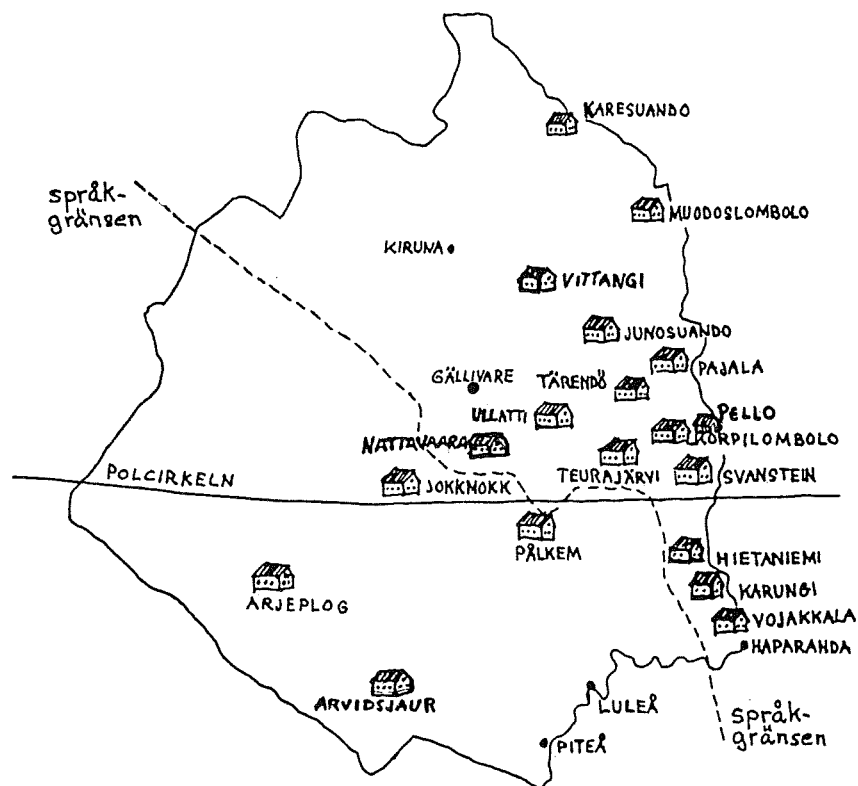 KARESUANDO
språk-
gränsen
MUODOSLOMBOLO
KIRUNA
VITTANGI
JUNOSUANDO
PAJALA
GÄLLIVARE
TÄRENDÖ
ULLATTI
PELLO
NATTAVAARA
KORPILOMBOLO
TEURAJÄRVI
SVANSTEIN
POLCIRKELN
JOKKMOKK
PÅLKEM
HIETANIEMI
ARJEPLOG
KARUNGI
VOJAKKALA
HAPARANDA
ARVIDSJAUR
LULEÅ
språk-
gränsen
PITEÅ